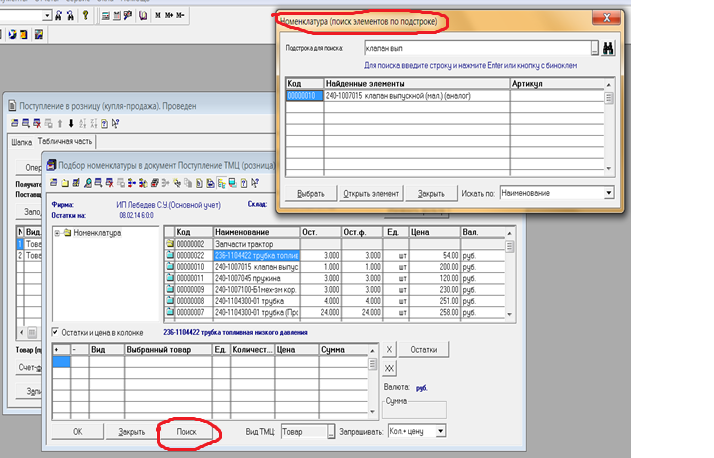 M M+ M-
Номенклатура (поиск элементов по подстроке)
Подстрока для поиска: клапан вып
Для поиска введите строку и нажмите Enter или кнопку с биноклем
Код Найденные элементы Артикул
00000010 240-1007015 клапан выпускной (мал.) (аналог)
Выбрать Открыть элемент Закрыть Искать по: Наименование
Поступление в розницу (купля-продажа). Проведен
Шапка Табличная часть
Подбор номенклатуры в документ Поступление ТМЦ (розница)
Фирма: ИП Лебедев С.У.(Основной учет) Склад:
Остатки на: 08.02.14 6:0:0
Номенклатура
Код Наименование Ост. Ост.ф. Ед. Цена Вал.
00000002 Запчасти трактор
00000022 236-1104422 трубка топлив 3.000 3.000 шт 54.00 руб.
00000010 240-1007015 клапан выпус 1.000 1.000 шт 200.00 руб.
00000011 240-1007045 пружина 3.000 3.000 шт 120.00 руб.
00000009 240-1007100-Б1мех-зм кор. 3.000 3.000 шт 230.00 руб.
00000008 240-1104300-01 трубка 4.000 4.000 шт 251.00 руб.
00000007 240-1104300-01 трубка (Про 24.000 24.000 шт 258.00 руб.
Остатки и цена в колонке 236-1104422 трубка топливная низкого давления
+ - Вид Выбранный товар Ед. Количест... Цена Сумма
X Остатки
XX
Валюта: руб.
Сумма
OK Закрыть Поиск Вид ТМЦ: Товар ... Запрашивать: Кол.+ цену
Опер
Получате
Поставщ
N Вид
1 Това
2 Това
Товар (п
Счет-ф